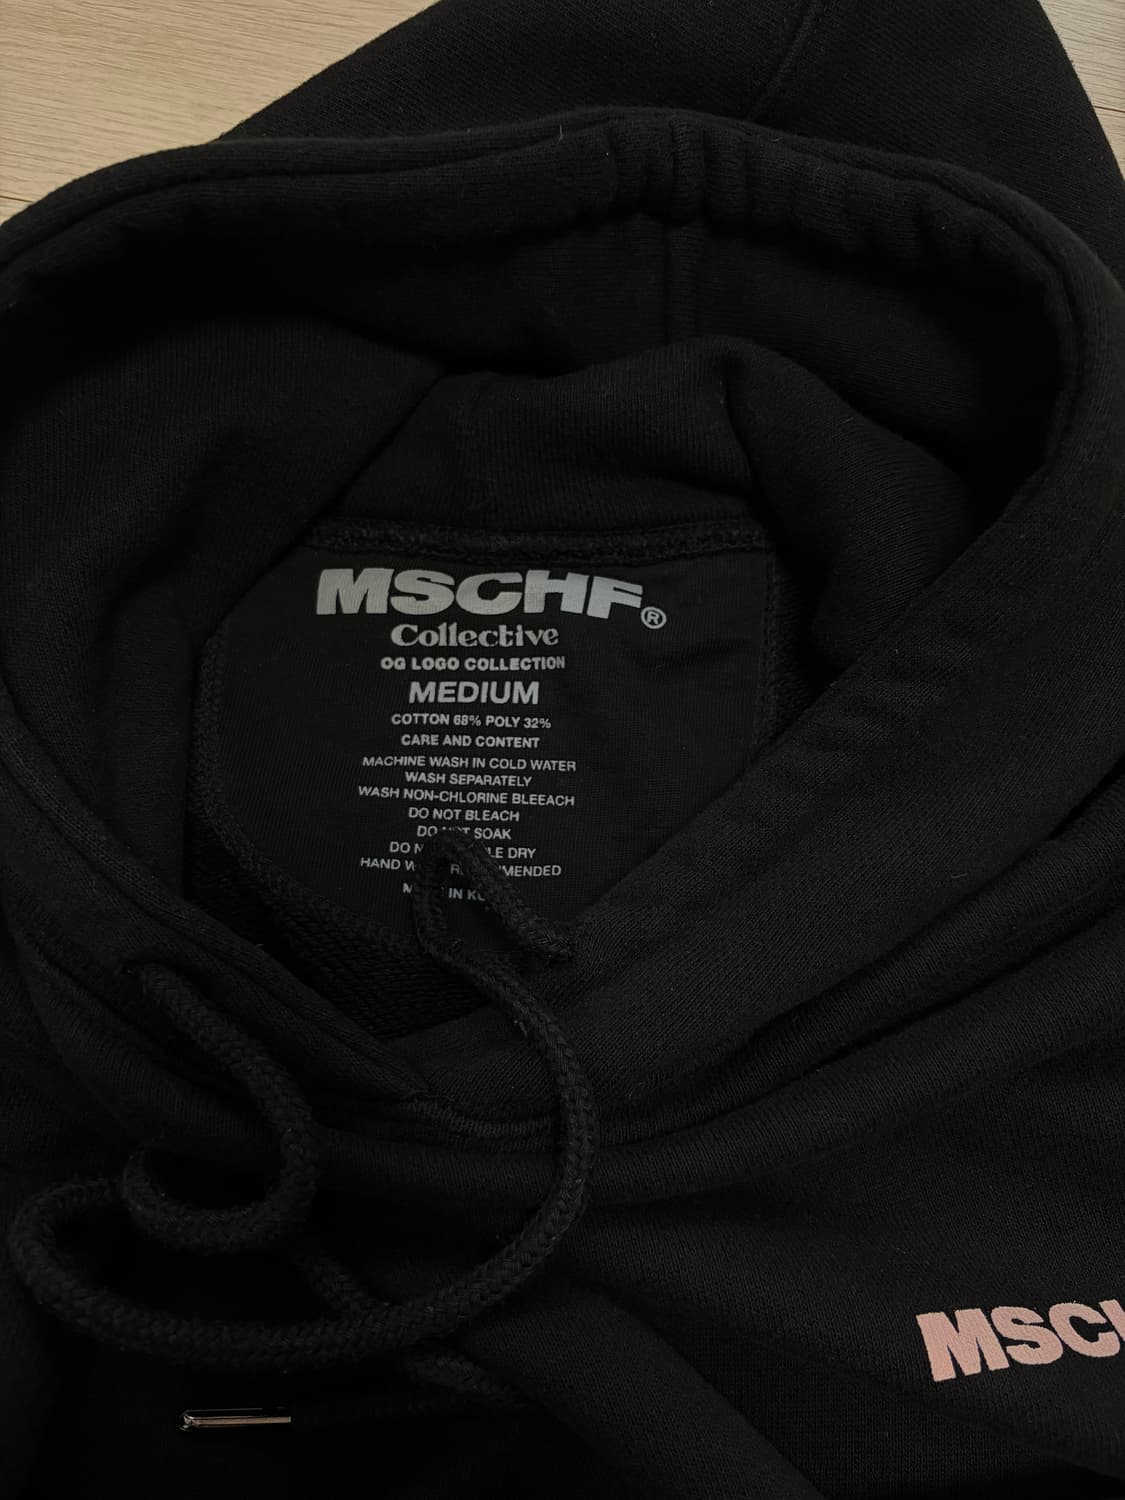 MSCHF®
Collective
OG LOGO COLLECTION
MEDIUM
COTTON 68% POLY 32%
CARE AND CONTENT
MACHINE WASH IN COLD WATER
WASH SEPARATELY
WASH NON-CHLORINE BLEEACH
DO NOT BLEACH
DO SOAK
DO DRY
HAND
IN
MSCH